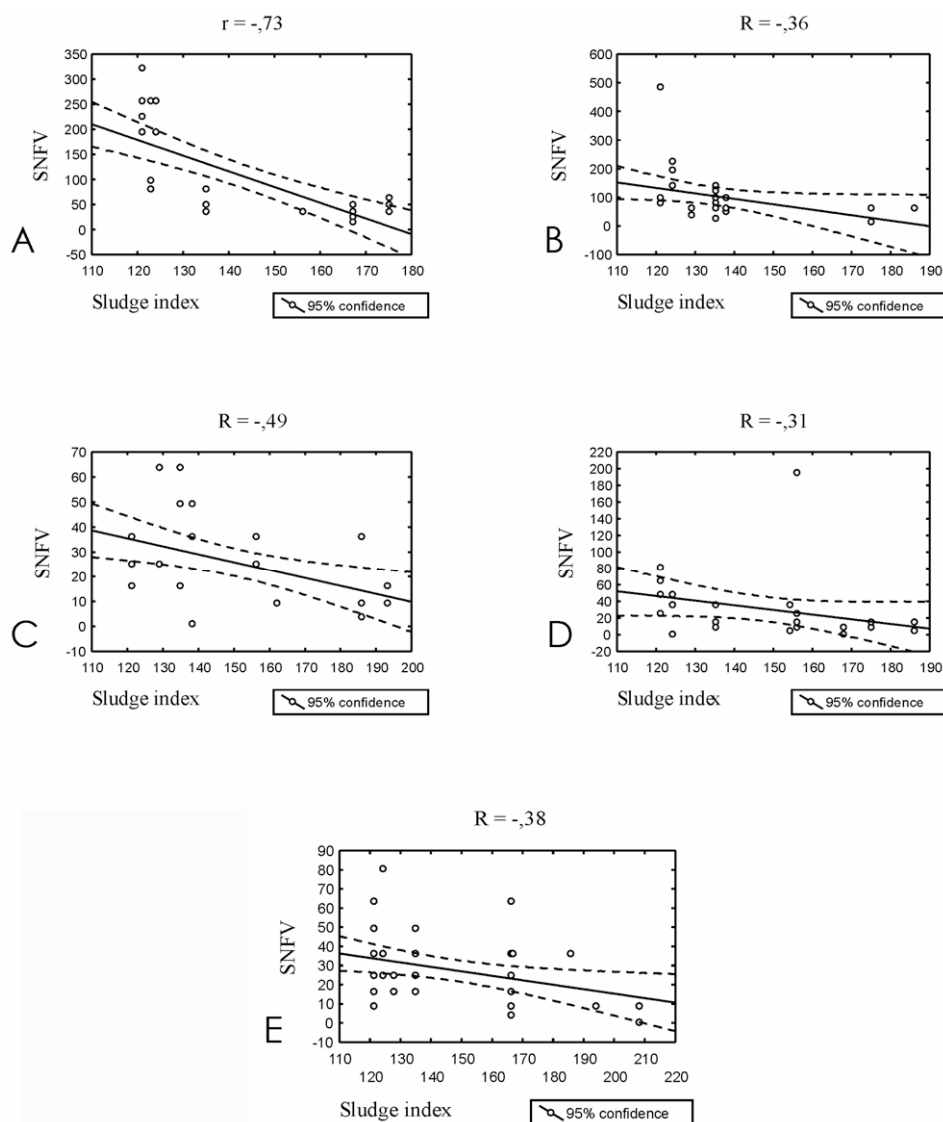 r = -,73
R = -,36
350
300
250
200
150
100
50
0
-50
SNFV
A
110 120 130 140 150 160 170 180
Sludge index
95% confidence
600
500
400
300
200
100
0
-100
SNFV
B
110 120 130 140 150 160 170 180 190
Sludge index
95% confidence
R = -,49
R = -,31
70
60
50
40
30
20
10
0
-10
SNFV
C
110 120 130 140 150 160 170 180 190 200
Sludge index
95% confidence
220
200
180
160
140
120
100
80
60
40
20
0
-20
SNFV
D
110 120 130 140 150 160 170 180 190
Sludge index
95% confidence
R = -,38
90
80
70
60
50
40
30
20
10
0
-10
SNFV
E
110 130 150 170 190 210
120 140 160 180 200 220
Sludge index
95% confidence